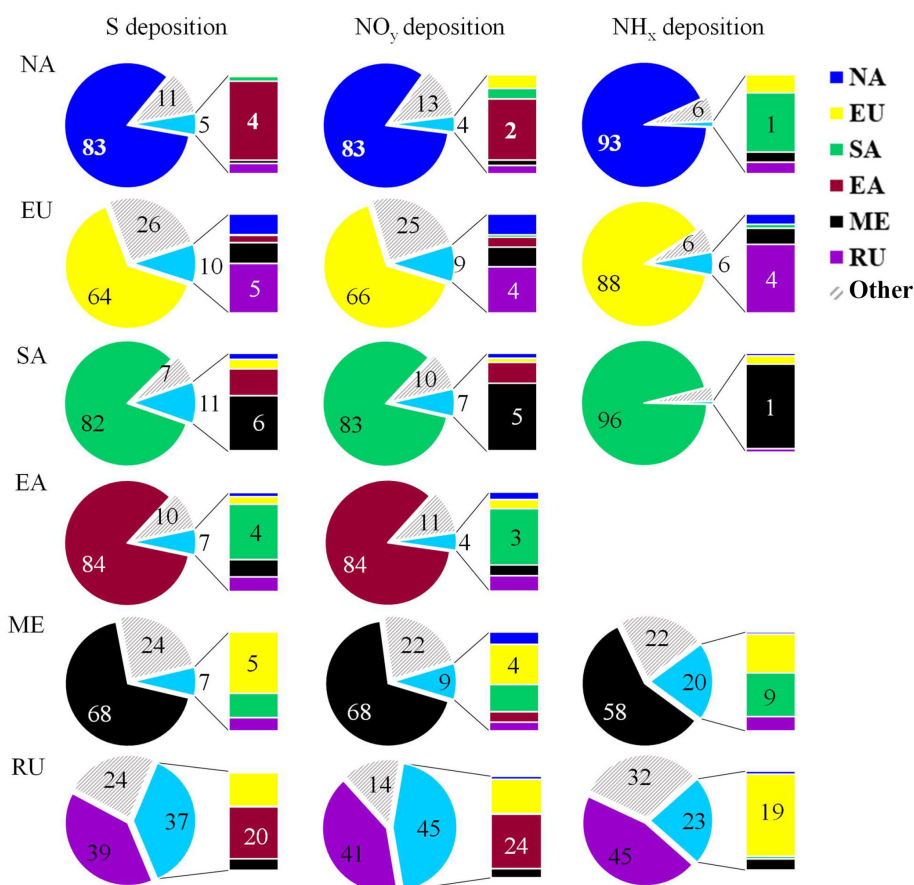 S deposition NOy deposition NHx deposition
NA
83 11 5 4
83 13 4 2
93 6 1
EU
64 26 10 5
66 25 9 4
88 6 6 4
SA
82 7 11 6
83 10 7 5
96 1
EA
84 10 7 4
84 11 4 3
ME
68 24 7 5
68 22 9 4
58 22 20 9
RU
39 24 37 20
41 14 45 24
45 32 23 19
NA
EU
SA
EA
ME
RU
Other